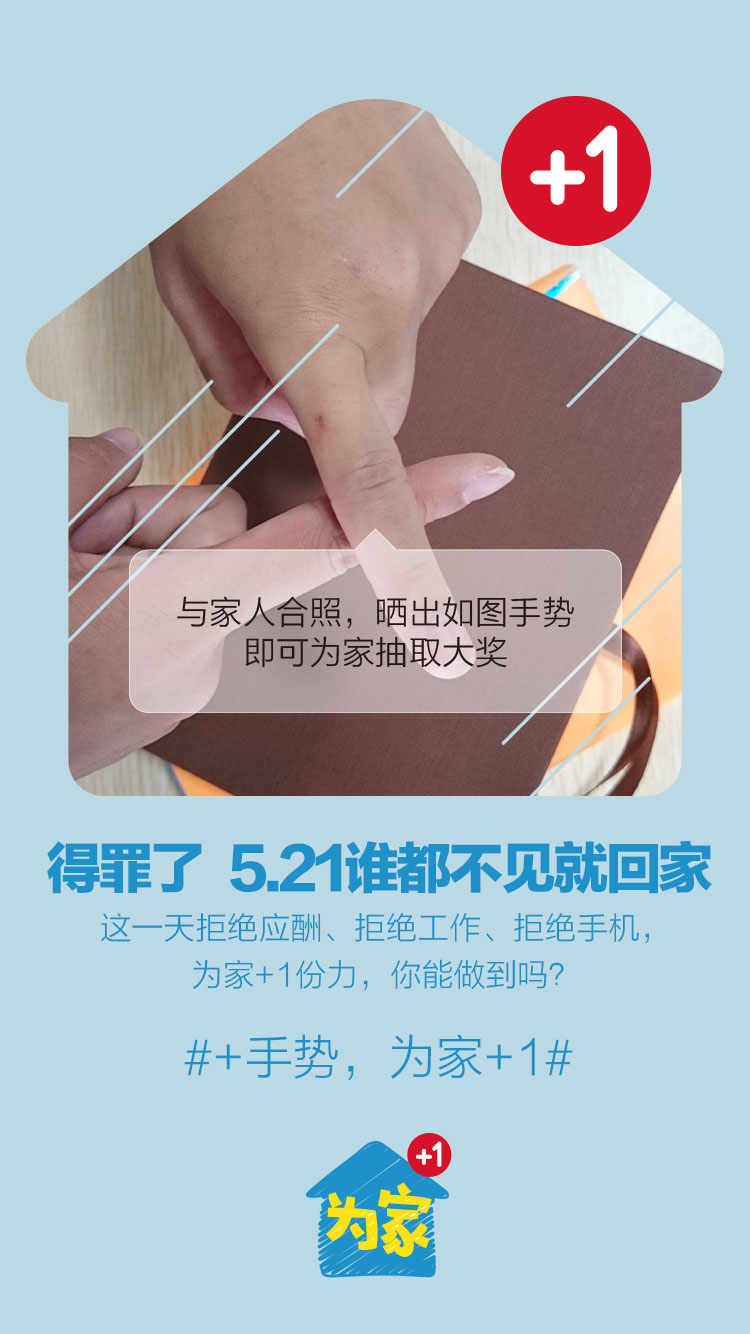 +1
与家人合照，晒出如图手势
即可为家抽取大奖
得罪了 5.21谁都不见就回家
这一天拒绝应酬、拒绝工作、拒绝手机，
为家+1份力，你能做到吗？
#+手势，为家+1#
+1
为家